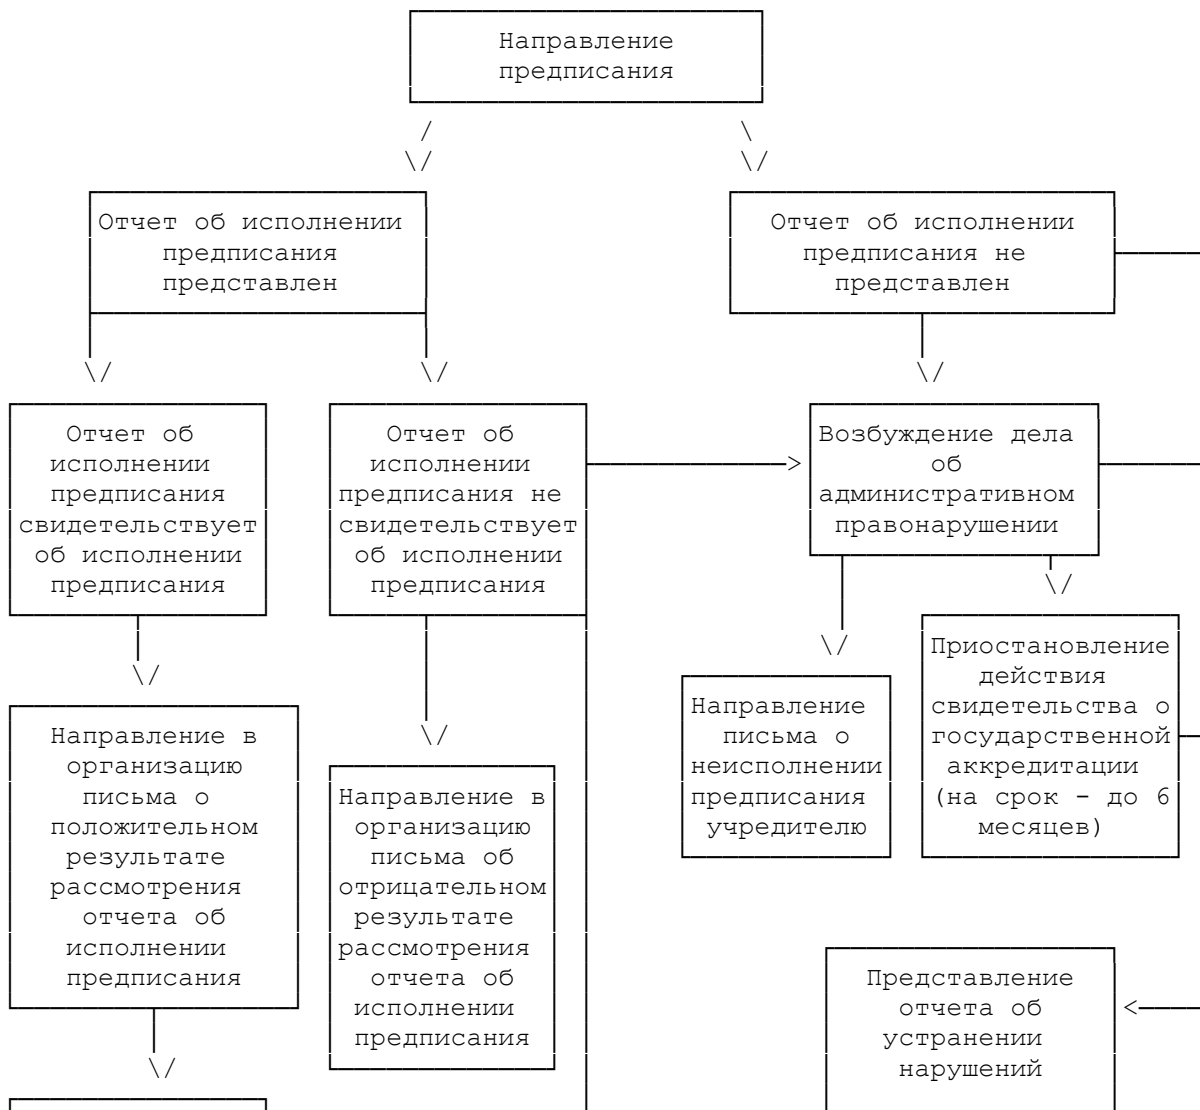 Направление
предписания
Отчет об исполнении
предписания
представлен
Отчет об исполнении
предписания не
представлен
Отчет об
исполнении
предписания
свидетельствует
об исполнении
предписания
Отчет об
исполнении
предписания не
свидетельствует
об исполнении
предписания
Возбуждение дела
об
административном
правонарушении
Направление в
организацию
письма о
положительном
результате
рассмотрения
отчета об
исполнении
предписания
Направление в
организацию
письма об
отрицательном
результате
рассмотрения
отчета об
исполнении
предписания
Направление
письма о
неисполнении
предписания
учредителю
Приостановление
действия
свидетельства о
государственной
аккредитации
(на срок - до 6
месяцев)
Представление
отчета об
устранении
нарушений